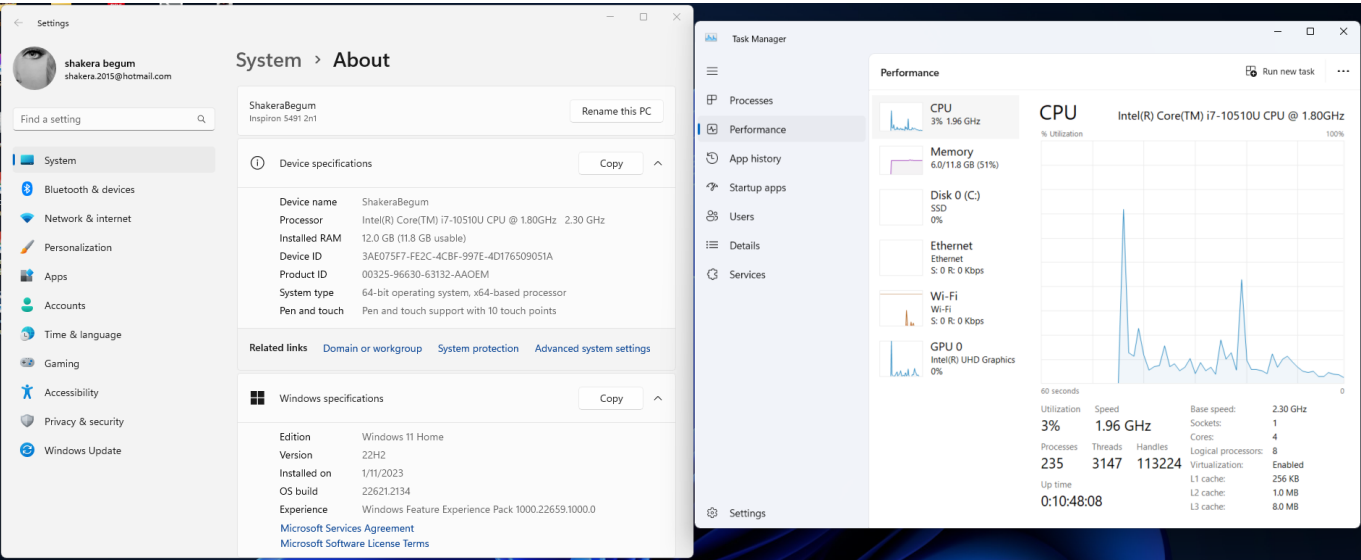 Settings
shakera begum
shakera.2015@hotmail.com
Find a setting
System
Bluetooth & devices
Network & internet
Personalization
Apps
Accounts
Time & language
Gaming
Accessibility
Privacy & security
Windows Update
System > About
ShakeraBegum
Inspiron 5491 2n1
Rename this PC
Device specifications
Copy
Device name ShakeraBegum
Processor Intel(R) Core(TM) i7-10510U CPU @ 1.80GHz 2.30 GHz
Installed RAM 12.0 GB (11.8 GB usable)
Device ID 3AE075F7-FE2C-4CBF-997E-4D176509051A
Product ID 00325-96630-63132-AAOEM
System type 64-bit operating system, x64-based processor
Pen and touch Pen and touch support with 10 touch points
Related links Domain or workgroup System protection Advanced system settings
Windows specifications
Copy
Edition Windows 11 Home
Version 22H2
Installed on 1/11/2023
OS build 22621.2134
Experience Windows Feature Experience Pack 1000.22659.1000.0
Microsoft Services Agreement
Microsoft Software License Terms
Task Manager
Processes
Performance
App history
Startup apps
Users
Details
Services
Settings
Performance
Run new task
CPU
3% 1.96 GHz
Memory
6.0/11.8 GB (51%)
Disk 0 (C:)
SSD
0%
Ethernet
Ethernet
S: 0 R: 0 Kbps
Wi-Fi
Wi-Fi
S: 0 R: 0 Kbps
GPU 0
Intel(R) UHD Graphics
0%
CPU Intel(R) Core(TM) i7-10510U CPU @ 1.80GHz
% Utilization 100%
60 seconds 0
Utilization Speed
3% 1.96 GHz
Processes Threads Handles
235 3147 113224
Up time
0:10:48:08
Base speed: 2.30 GHz
Sockets: 1
Cores: 4
Logical processors: 8
Virtualization: Enabled
L1 cache: 256 KB
L2 cache: 1.0 MB
L3 cache: 8.0 MB